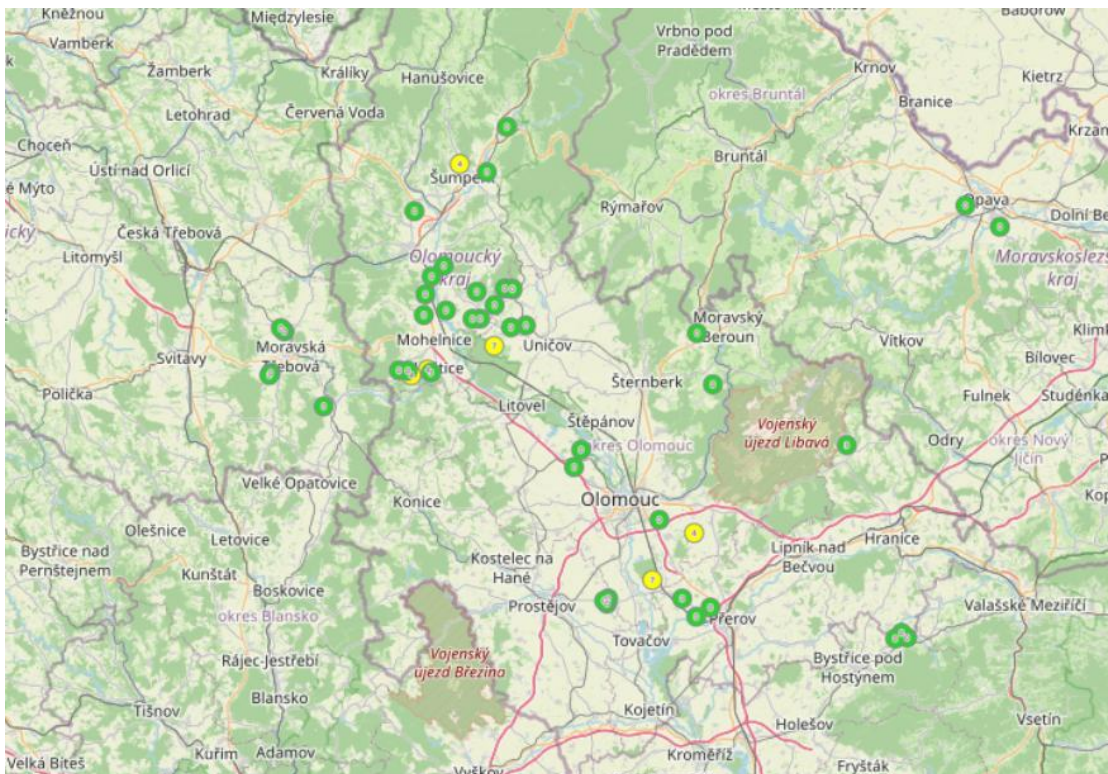 Kněžnou
Międzylesie
Baborów
Vamberk
Vrbno pod
Pradědem
Žamberk
Králíky
Hanušovice
Krnov
Kietrz
Letohrad
Červená Voda
okres Bruntál
Branice
Choceň
Bruntál
Ústí nad Orlicí
4
Rýmařov
Dolní
Česká Třebová
Litomyšl
Olomoucký
kraj
Moravskoslezs
kraj
Moravský
Beroun
Mohelnice
7
Uničov
Vítkov
Svitavy
Moravská
Třebová
Bílovec
Polička
Šternberk
Fulnek
Studénka
Litovel
Štěpánov
Vojenský
újezd Libavá
okres Olomouc
Odry
okres Nový
Jičín
Velké Opatovice
Konice
Olomouc
Olešnice
Letovice
4
Hranice
Bystřice nad
Pernštejnem
Kunštát
Kostelec na
Hané
Lipník nad
Bečvou
7
Boskovice
Prostějov
Valašské Meziříčí
okres Blansko
Přerov
Tovačov
Rájec-Jestřebí
Vojenský
újezd Březina
Bystřice pod
Hostýnem
Blansko
Tišnov
Kojetín
Holešov
Vsetín
Kuřim
Adamov
Kroměříž
Velká Bíteš
Vyškov
Fryšták